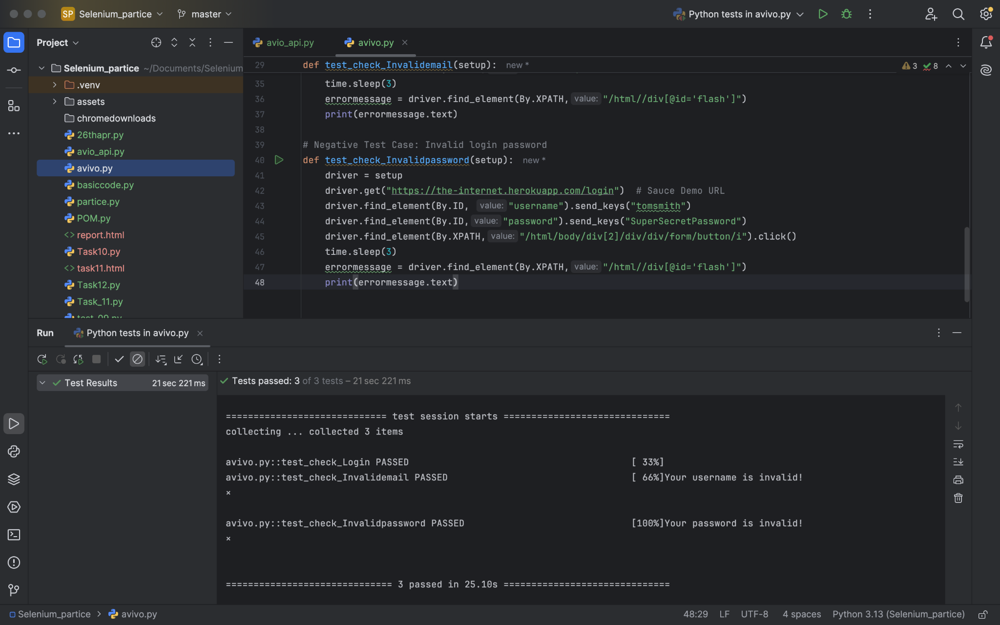 SP Selenium_partice master Python tests in avivo.py
Project
avio_api.py avivo.py
Selenium_partice ~/Documents/Selenium
.venv
assets
chromedownloads
26thapr.py
avio_api.py
avivo.py
basiccode.py
partice.py
POM.py
report.html
Task10.py
task11.html
Task12.py
Task_11.py
test_09.py
29 def test_check_Invalidemail(setup): new *
3 8
35 time.sleep(3)
36 errormessage = driver.find_element(By.XPATH, value: "/html//div[@id='flash']")
37 print(errormessage.text)
38
39 # Negative Test Case: Invalid login password
40 def test_check_Invalidpassword(setup): new *
41 driver = setup
42 driver.get("https://the-internet.herokuapp.com/login") # Sauce Demo URL
43 driver.find_element(By.ID, value: "username").send_keys("tomsmith")
44 driver.find_element(By.ID, value: "password").send_keys("SuperSecretPassword")
45 driver.find_element(By.XPATH, value: "/html/body/div[2]/div/div/form/button/i").click()
46 time.sleep(3)
47 errormessage = driver.find_element(By.XPATH, value: "/html//div[@id='flash']")
48 print(errormessage.text)
Run Python tests in avivo.py
Test Results 21 sec 221 ms
Tests passed: 3 of 3 tests – 21 sec 221 ms
============================= test session starts ==============================
collecting ... collected 3 items
avivo.py::test_check_Login PASSED [ 33%]
avivo.py::test_check_Invalidemail PASSED [ 66%]Your username is invalid!
×
avivo.py::test_check_Invalidpassword PASSED [100%]Your password is invalid!
×
============================== 3 passed in 25.10s ==============================
Selenium_partice > avivo.py 48:29 LF UTF-8 4 spaces Python 3.13 (Selenium_partice)